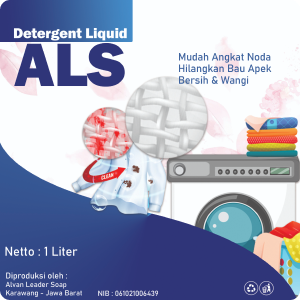 Detergent Liquid
ALS
Mudah Angkat Noda
Hilangkan Bau Apek
Bersih & Wangi
CLEAN
Netto : 1 Liter
Diproduksi oleh :
Alvan Leader Soap
Karawang - Jawa Barat
NIB : 061021006439